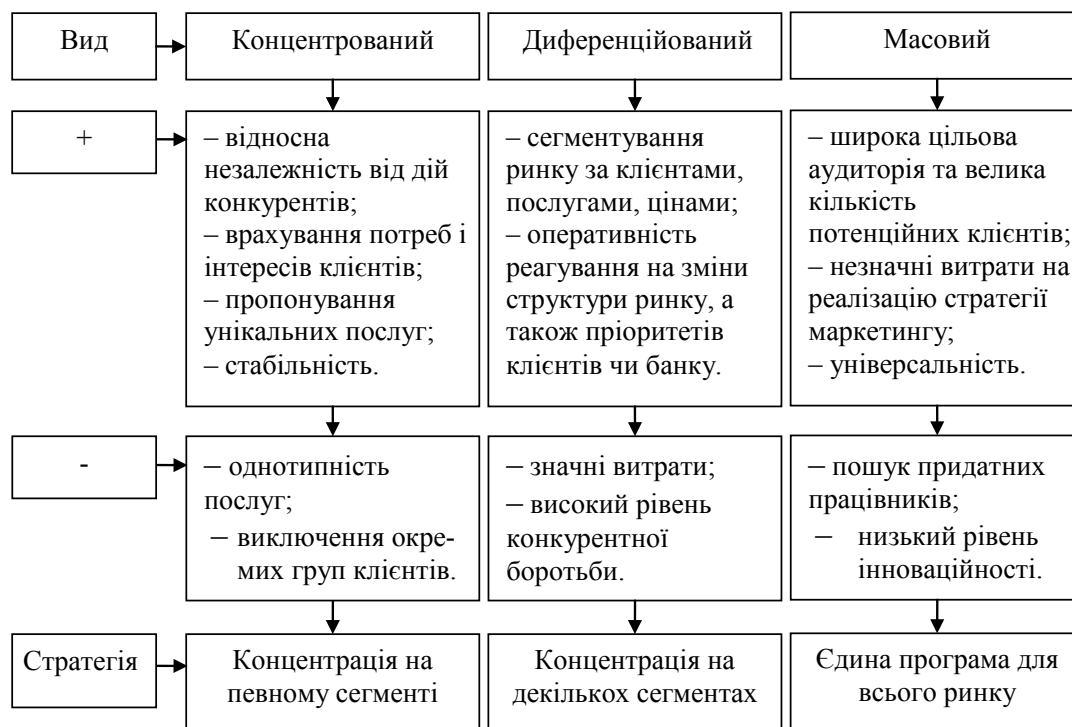 Вид
Концентрований
Диференційований
Масовий
+
– відносна
незалежність від дій
конкурентів;
– врахування потреб і
інтересів клієнтів;
– пропонування
унікальних послуг;
– стабільність.
– сегментування
ринку за клієнтами,
послугами, цінами;
– оперативність
реагування на зміни
структури ринку, а
також пріоритетів
клієнтів чи банку.
– широка цільова
аудиторія та велика
кількість
потенційних клієнтів;
– незначні витрати на
реалізацію стратегії
маркетингу;
– універсальність.
-
– однотипність
послуг;
– виключення окре-
мих груп клієнтів.
– значні витрати;
– високий рівень
конкурентної
боротьби.
– пошук придатних
працівників;
– низький рівень
інноваційності.
Стратегія
Концентрація на
певному сегменті
Концентрація на
декількох сегментах
Єдина програма для
всього ринку